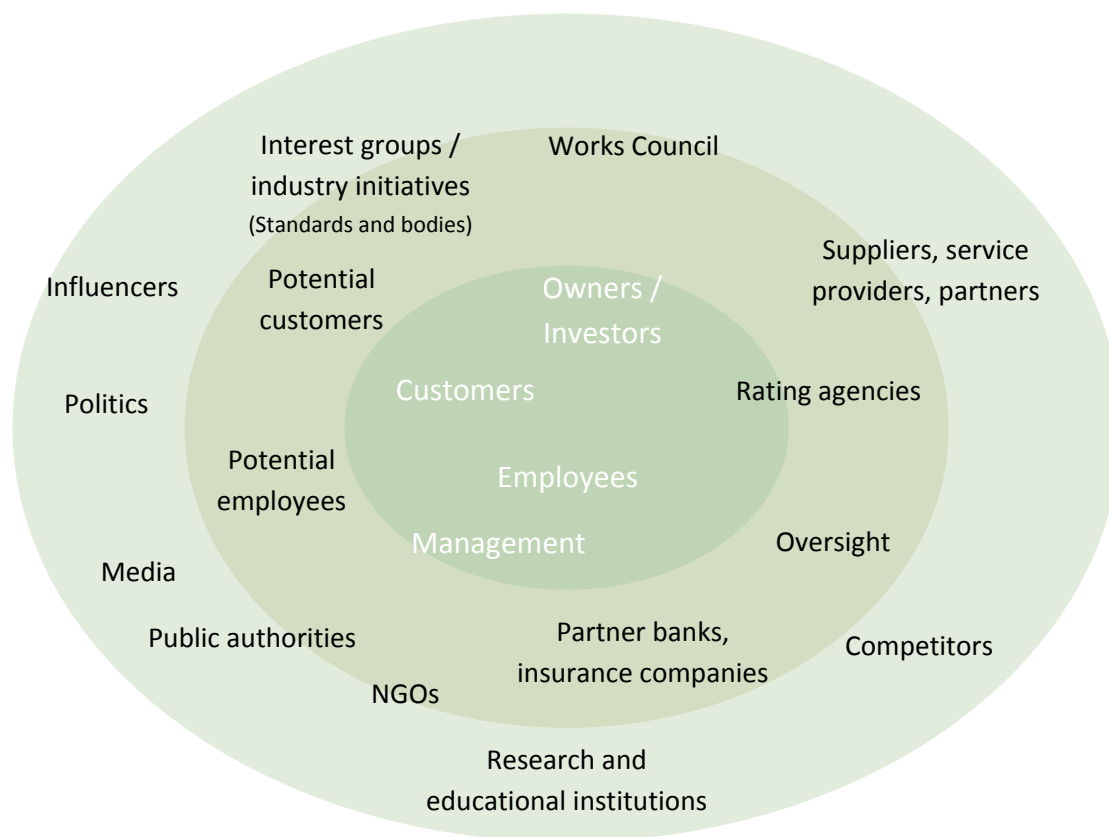 Interest groups /
industry initiatives
(Standards and bodies)
Works Council
Suppliers, service
providers, partners
Influencers
Potential
customers
Owners /
Investors
Politics
Customers
Rating agencies
Potential
employees
Employees
Management
Oversight
Media
Public authorities
Partner banks,
insurance companies
Competitors
NGOs
Research and
educational institutions